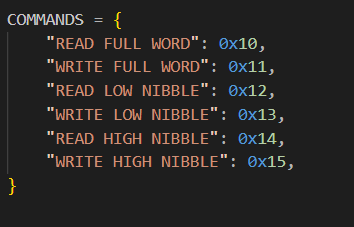 COMMANDS = {
    "READ FULL WORD": 0x10,
    "WRITE FULL WORD": 0x11,
    "READ LOW NIBBLE": 0x12,
    "WRITE LOW NIBBLE": 0x13,
    "READ HIGH NIBBLE": 0x14,
    "WRITE HIGH NIBBLE": 0x15,
}